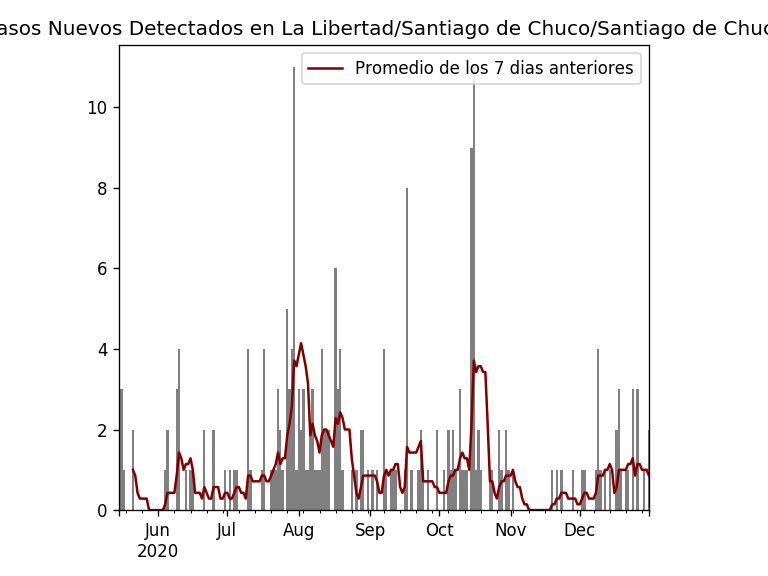 asos Nuevos Detectados en La Libertad/Santiago de Chuco/Santiago de Chuc
Promedio de los 7 dias anteriores
10
8
6
4
2
0
Jun Jul Aug Sep Oct Nov Dec
2020